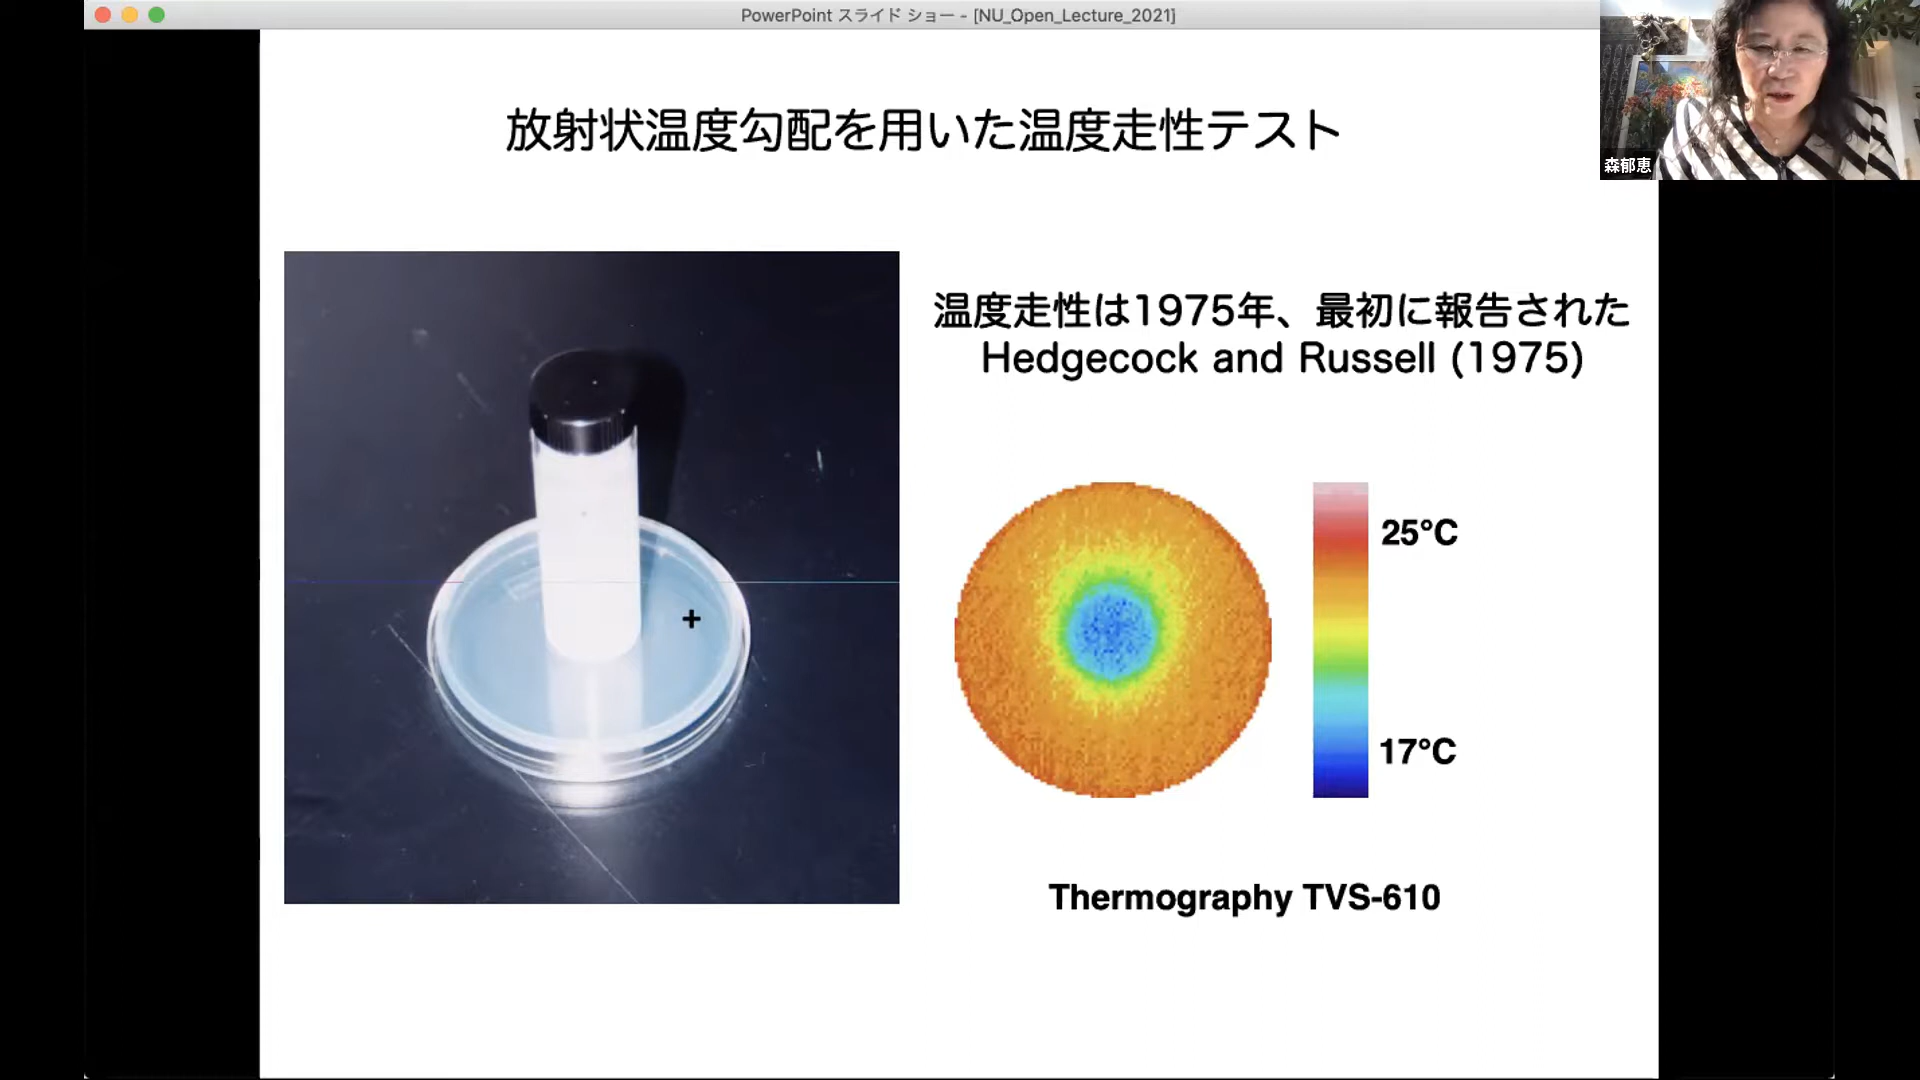 PowerPoint スライド ショー - [NU_Open_Lecture_2021]
森郁恵
放射状温度勾配を用いた温度走性テスト
温度走性は1975年、最初に報告された
Hedgecock and Russell (1975)
25°C
17°C
Thermography TVS-610